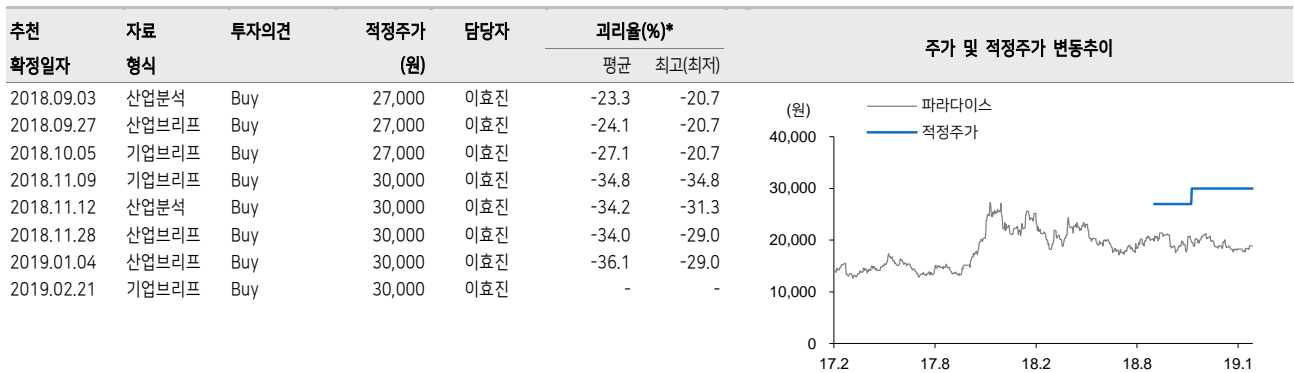 추천 자료 투자의견 적정주가 담당자 괴리율(%)* 주가 및 적정주가 변동추이
확정일자 형식 (원) 평균 최고(최저)
2018.09.03 산업분석 Buy 27,000 이효진 -23.3 -20.7
2018.09.27 산업브리프 Buy 27,000 이효진 -24.1 -20.7
2018.10.05 기업브리프 Buy 27,000 이효진 -27.1 -20.7
2018.11.09 기업브리프 Buy 30,000 이효진 -34.8 -34.8
2018.11.12 산업분석 Buy 30,000 이효진 -34.2 -31.3
2018.11.28 산업브리프 Buy 30,000 이효진 -34.0 -29.0
2019.01.04 산업브리프 Buy 30,000 이효진 -36.1 -29.0
2019.02.21 기업브리프 Buy 30,000 이효진 - -
(원) 파라다이스
적정주가
40,000
30,000
20,000
10,000
0
17.2 17.8 18.2 18.8 19.1